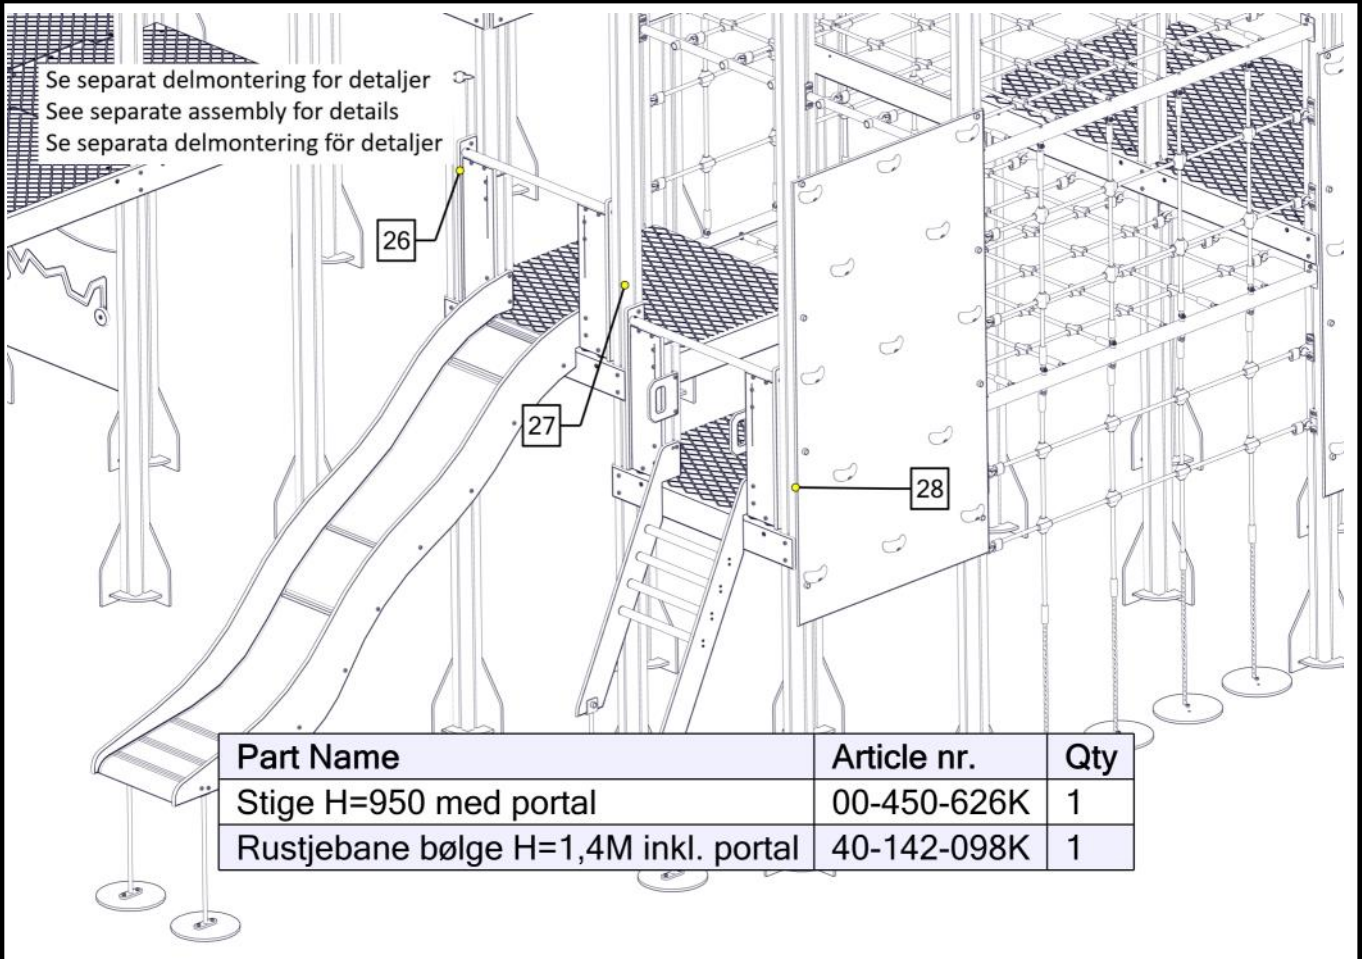 Se separat delmontering for detaljer
See separate assembly for details
Se separata delmontering för detaljer
26
27
28
Part Name Article nr. Qty
Stige H=950 med portal 00-450-626K 1
Rustjebane bølge H=1,4M inkl. portal 40-142-098K 1